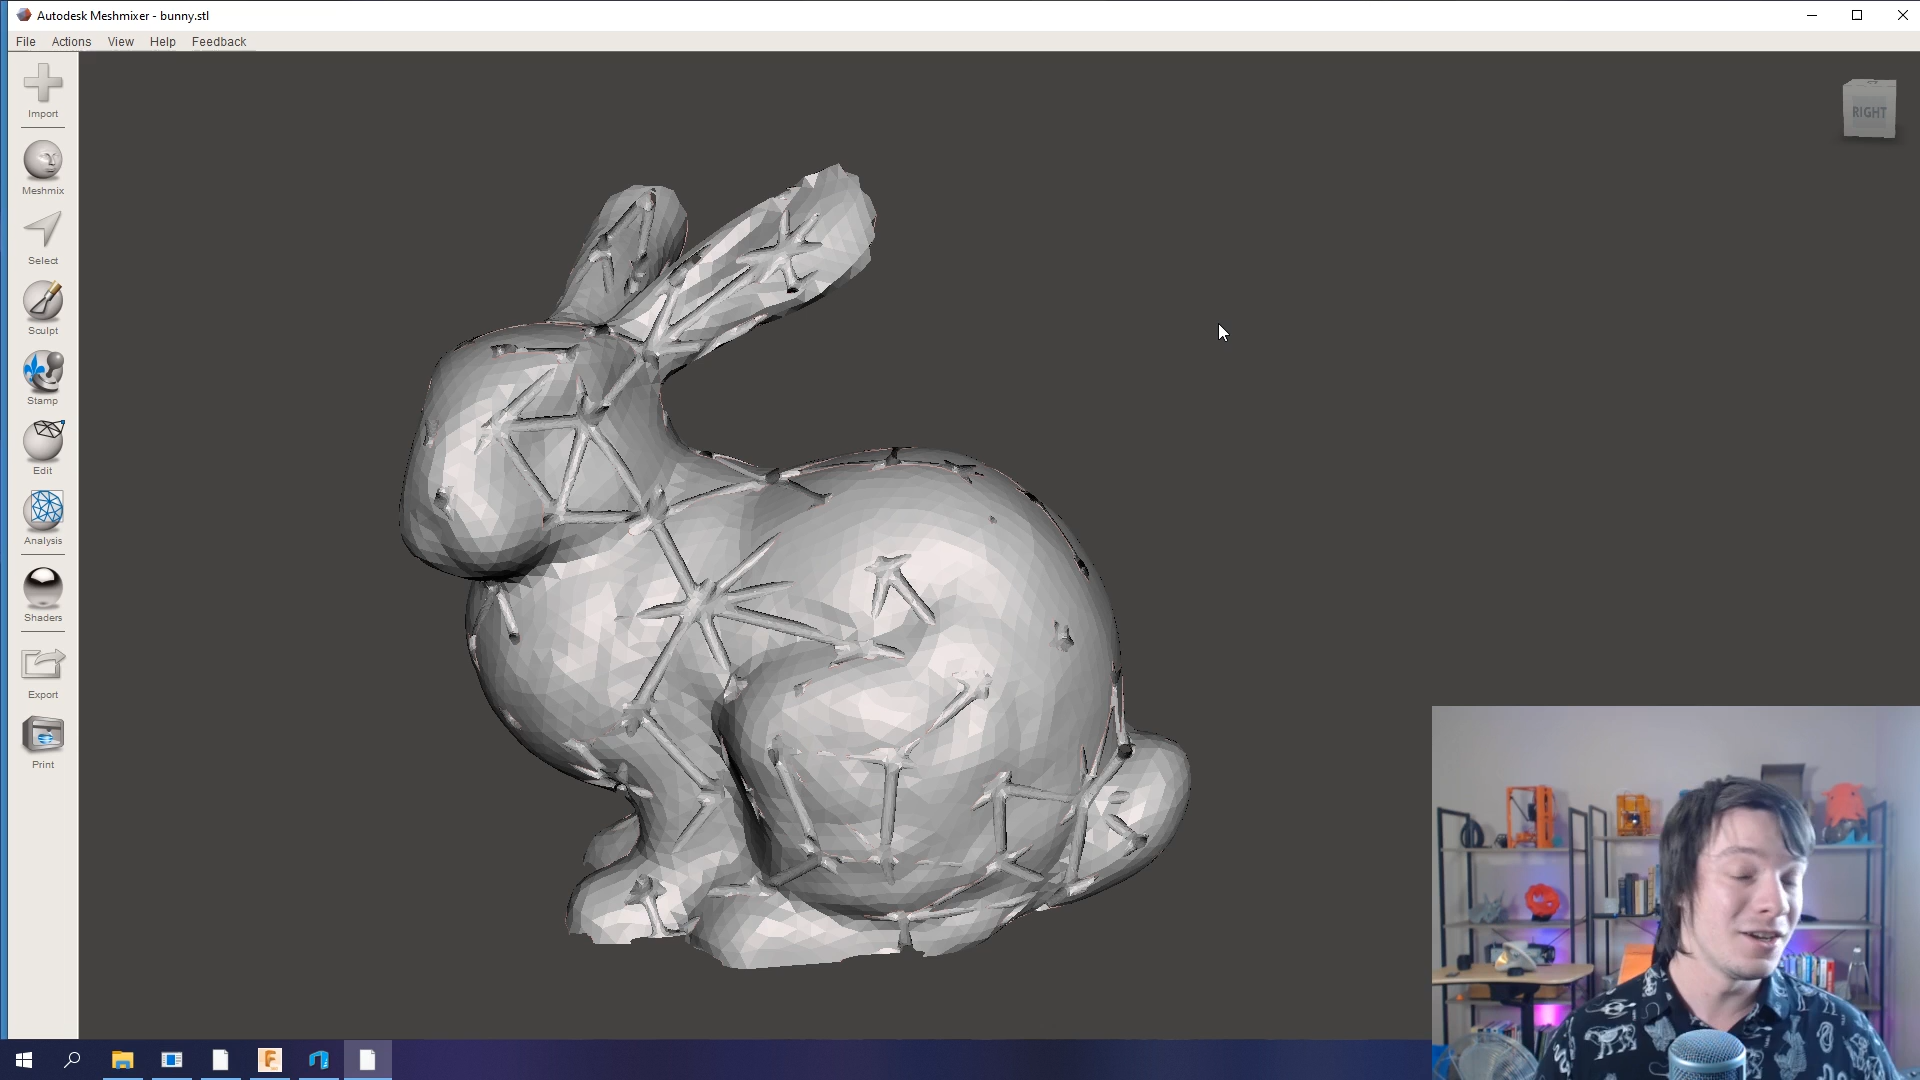 Autodesk Meshmixer - bunny.stl
File Actions View Help Feedback
Import
Meshmix
Select
Sculpt
Stamp
Edit
Analysis
Shaders
Export
Print
RIGHT
F